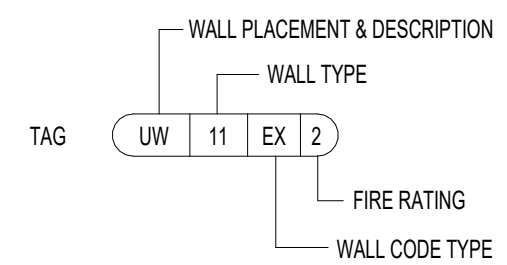 WALL PLACEMENT & DESCRIPTION
WALL TYPE
TAG UW 11 EX 2
FIRE RATING
WALL CODE TYPE